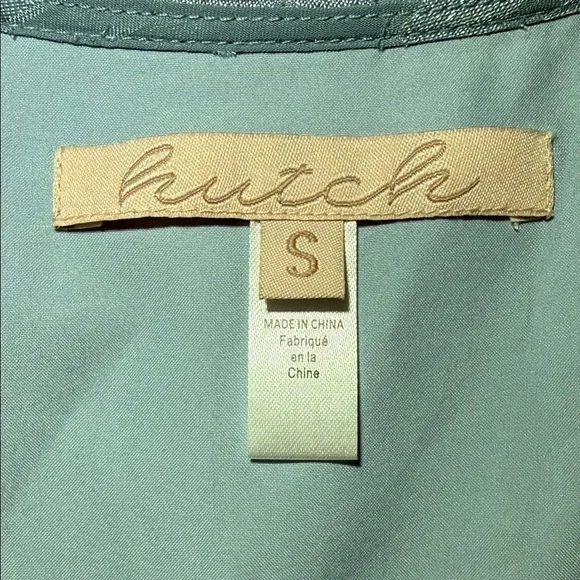 hutch
S
MADE IN CHINA
Fabriqué
en la
Chine